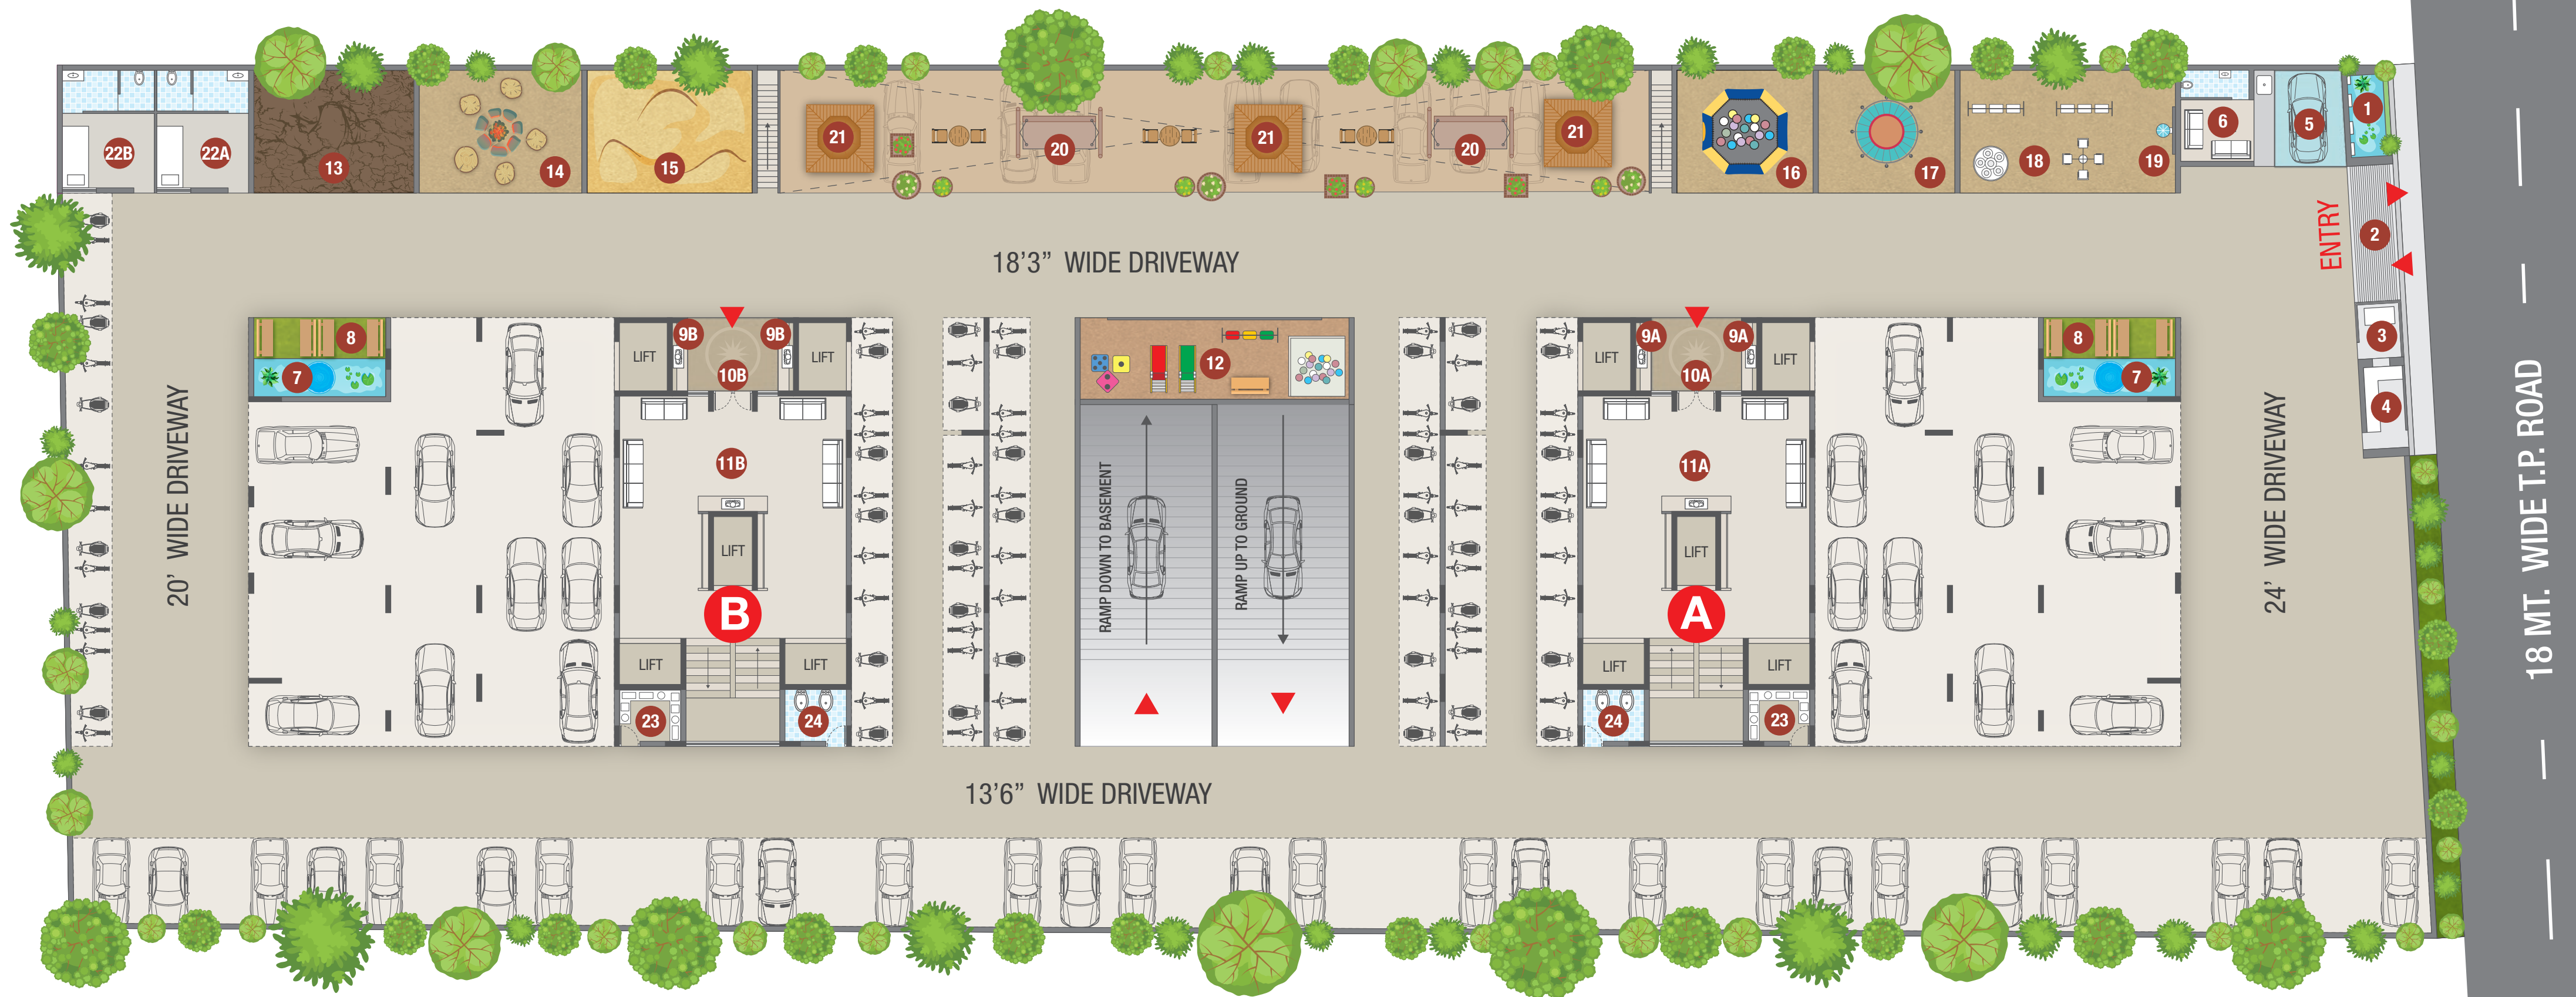 1
5
6
22B
22A
13
14
15
21
20
21
20
21
16
17
18
19
ENTRY
2
18'3” WIDE DRIVEWAY
3
4
8
7
LIFT
9B
9B
LIFT
10B
12
LIFT
9A
9A
LIFT
10A
8
7
20' WIDE DRIVEWAY
11B
LIFT
B
LIFT
LIFT
23
24
RAMP DOWN TO BASEMENT
RAMP UP TO GROUND
11A
LIFT
A
LIFT
LIFT
24
23
24' WIDE DRIVEWAY
18 MT. WIDE T.P. ROAD
13'6” WIDE DRIVEWAY